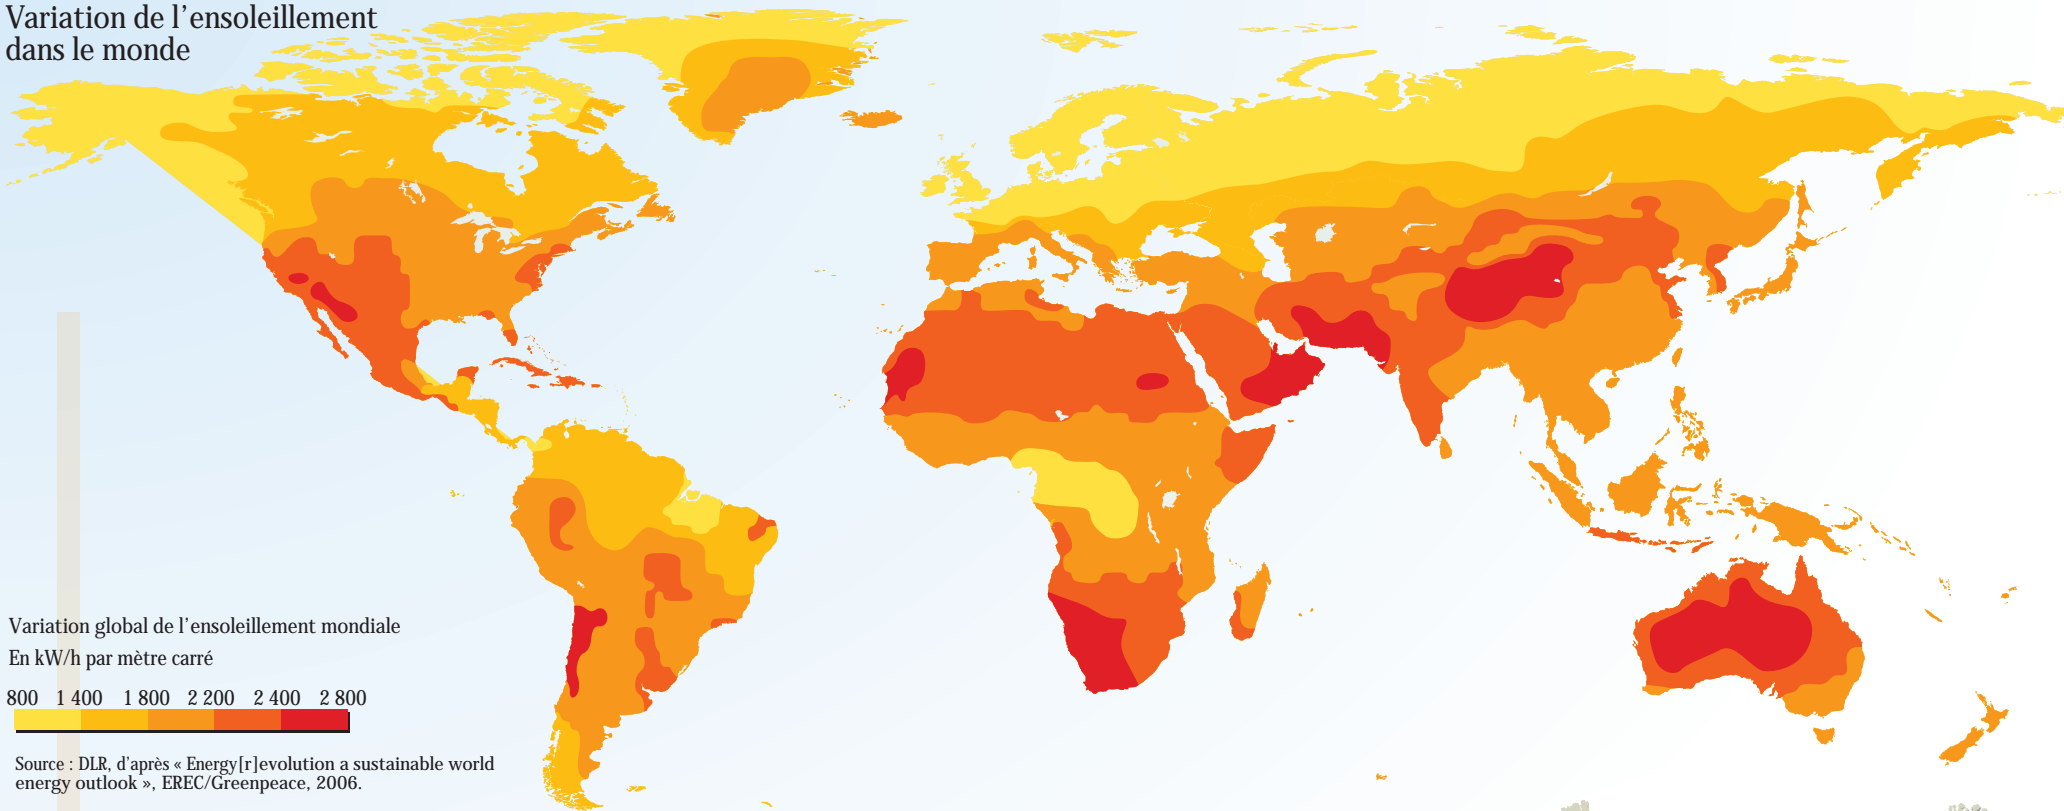 Variation de l'ensoleillement
dans le monde
Variation global de l'ensoleillement mondiale
En kW/h par mètre carré
800 1 400 1 800 2 200 2 400 2 800
Source : DLR, d'après « Energy[r]evolution a sustainable world
energy outlook », EREC/Greenpeace, 2006.